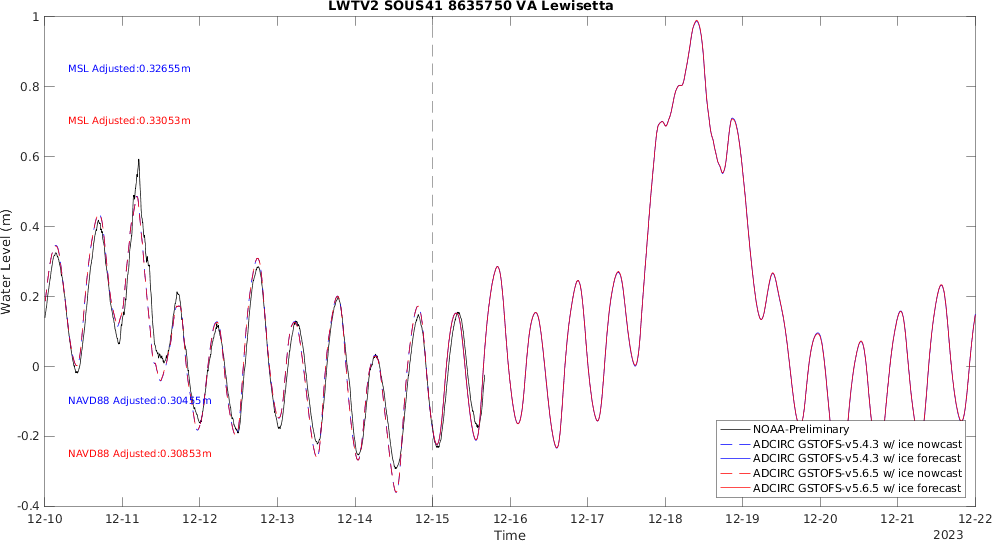 LWTV2 SOUS41 8635750 VA Lewisetta
1
0.8
0.6
0.4
0.2
0
-0.2
-0.4
Water Level (m)
MSL Adjusted:0.32655m
MSL Adjusted:0.33053m
NAVD88 Adjusted:0.30455m
NAVD88 Adjusted:0.30853m
NOAA-Preliminary
ADCIRC GSTOFS-v5.4.3 w/ ice nowcast
ADCIRC GSTOFS-v5.4.3 w/ ice forecast
ADCIRC GSTOFS-v5.6.5 w/ ice nowcast
ADCIRC GSTOFS-v5.6.5 w/ ice forecast
12-10 12-11 12-12 12-13 12-14 12-15 12-16 12-17 12-18 12-19 12-20 12-21 12-22
Time
2023